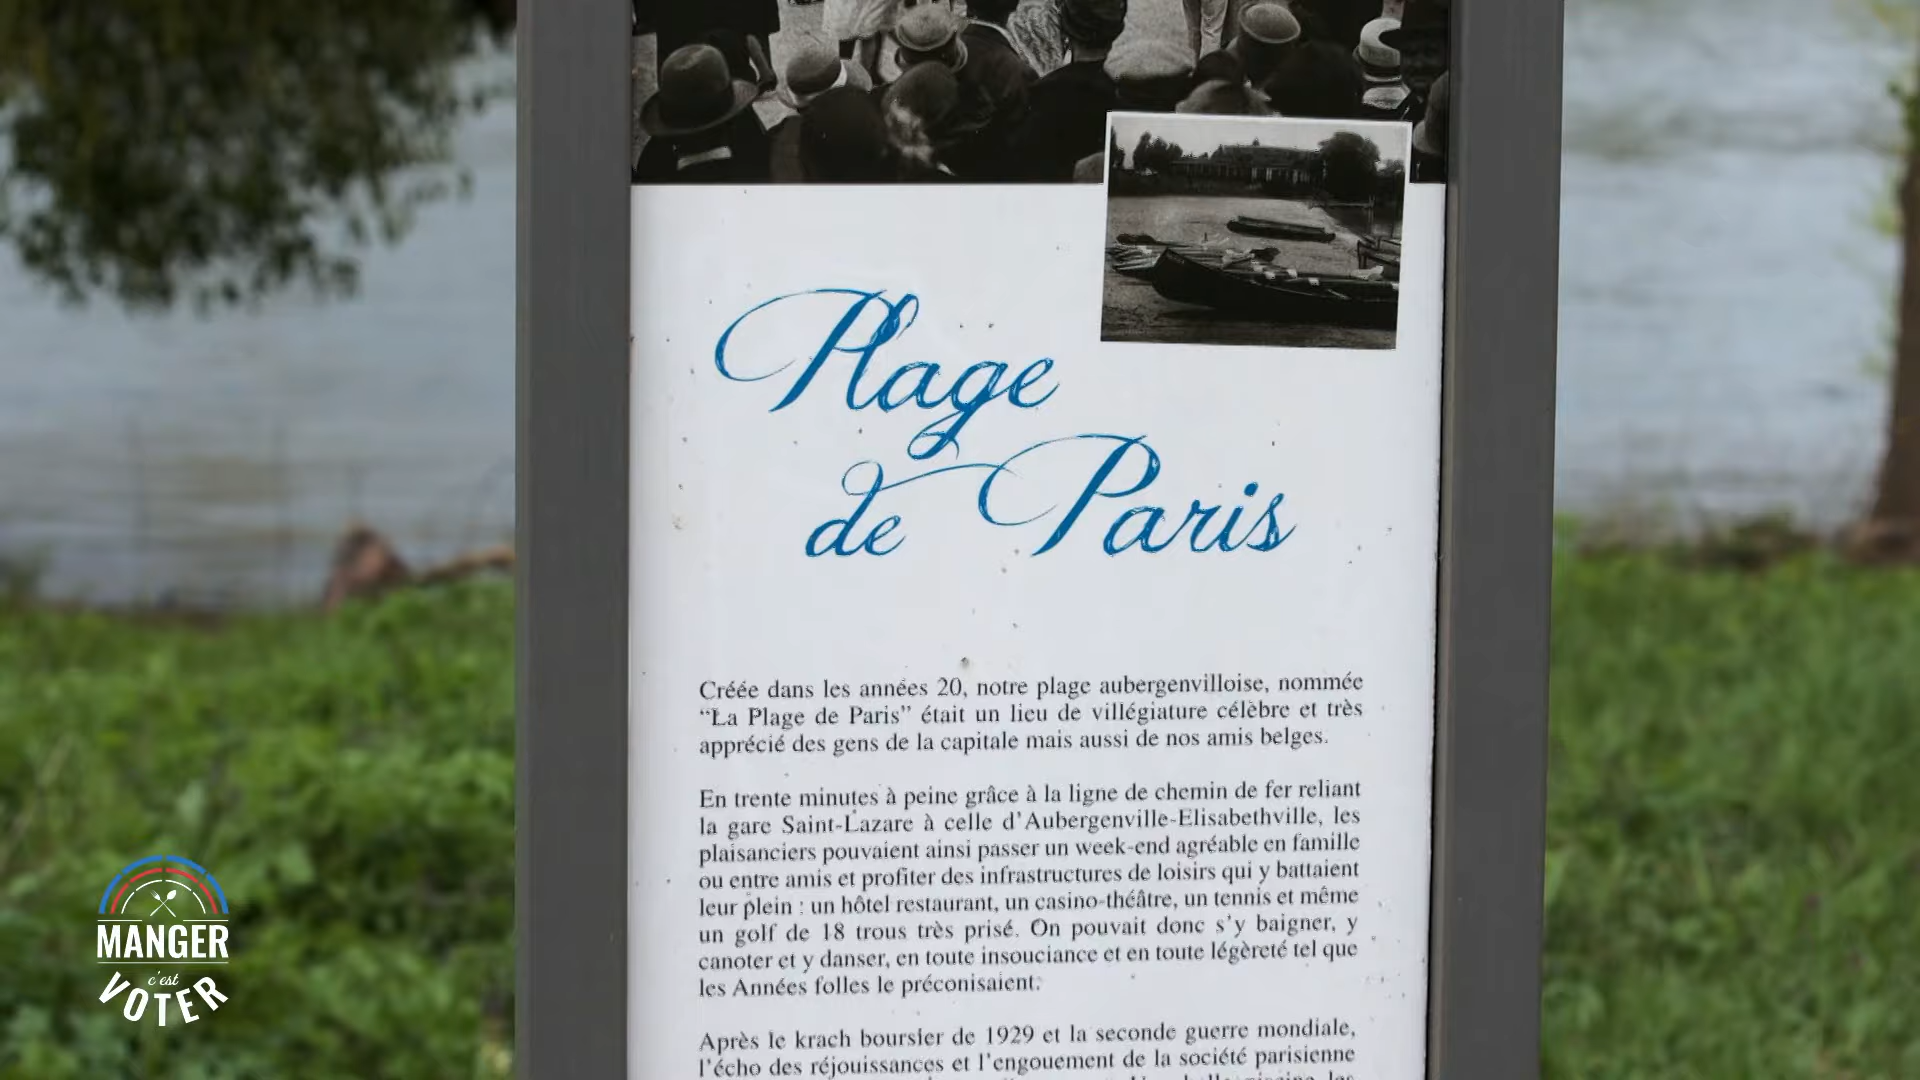 Plage
de Paris
Créée dans les années 20, notre plage aubergenvilloise, nommée
“La Plage de Paris” était un lieu de villégiature célèbre et très
apprécié des gens de la capitale mais aussi de nos amis belges.
En trente minutes à peine grâce à la ligne de chemin de fer reliant
la gare Saint-Lazare à celle d’Aubergenville-Elisabethville, les
plaisanciers pouvaient ainsi passer un week-end agréable en famille
ou entre amis et profiter des infrastructures de loisirs qui y battaient
leur plein : un hôtel restaurant, un casino-théâtre, un tennis et même
un golf de 18 trous très prisé. On pouvait donc s’y baigner, y
canoter et y danser, en toute insouciance et en toute légèreté tel que
les Années folles le préconisaient.
Après le krach boursier de 1929 et la seconde guerre mondiale,
l’écho des réjouissances et l’engouement de la société parisienne
MANGER
c'est
VOTER